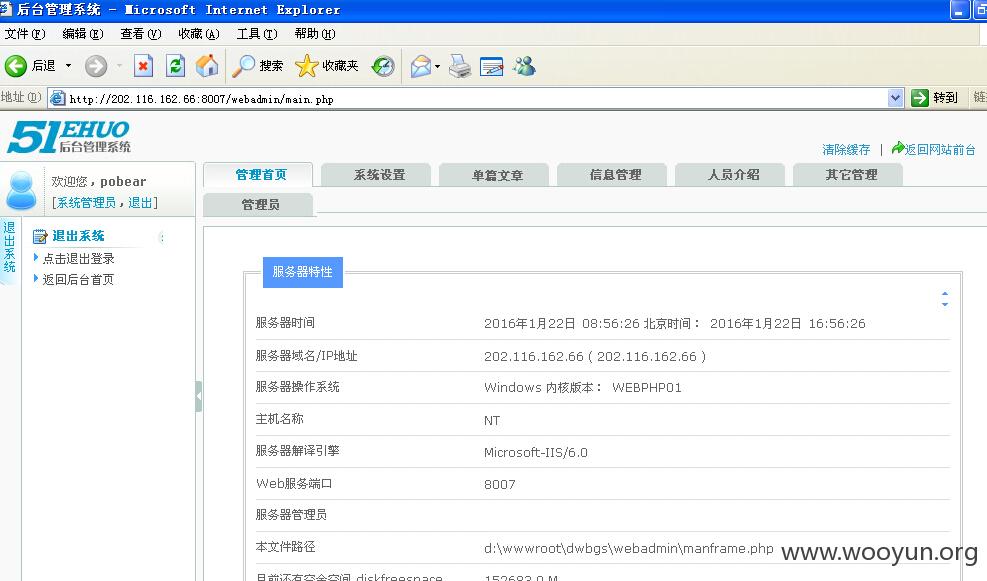 后台管理系统 - Microsoft Internet Explorer
文件(F) 编辑(E) 查看(V) 收藏(A) 工具(T) 帮助(H)
后退 搜索 收藏夹
地址(D) http://202.116.162.66:8007/webadmin/main.php 转到 链
51EHUO
后台管理系统
清除缓存 | 返回网站前台
欢迎您，pobear
[系统管理员，退出]
管理首页 系统设置 单篇文章 信息管理 人员介绍 其它管理
管理员
退出系统
退出系统
点击退出登录
返回后台首页
服务器特性
服务器时间 2016年1月22日 08:56:26 北京时间： 2016年1月22日 16:56:26
服务器域名/IP地址 202.116.162.66 ( 202.116.162.66 )
服务器操作系统 Windows 内核版本： WEBPHP01
主机名称 NT
服务器解译引擎 Microsoft-IIS/6.0
Web服务端口 8007
服务器管理员
本文件路径 d:\wwwroot\dwbgs\webadmin\manframe.php
目前还有空余空间 diskfreespace 152683.0 M
www.wooyun.org